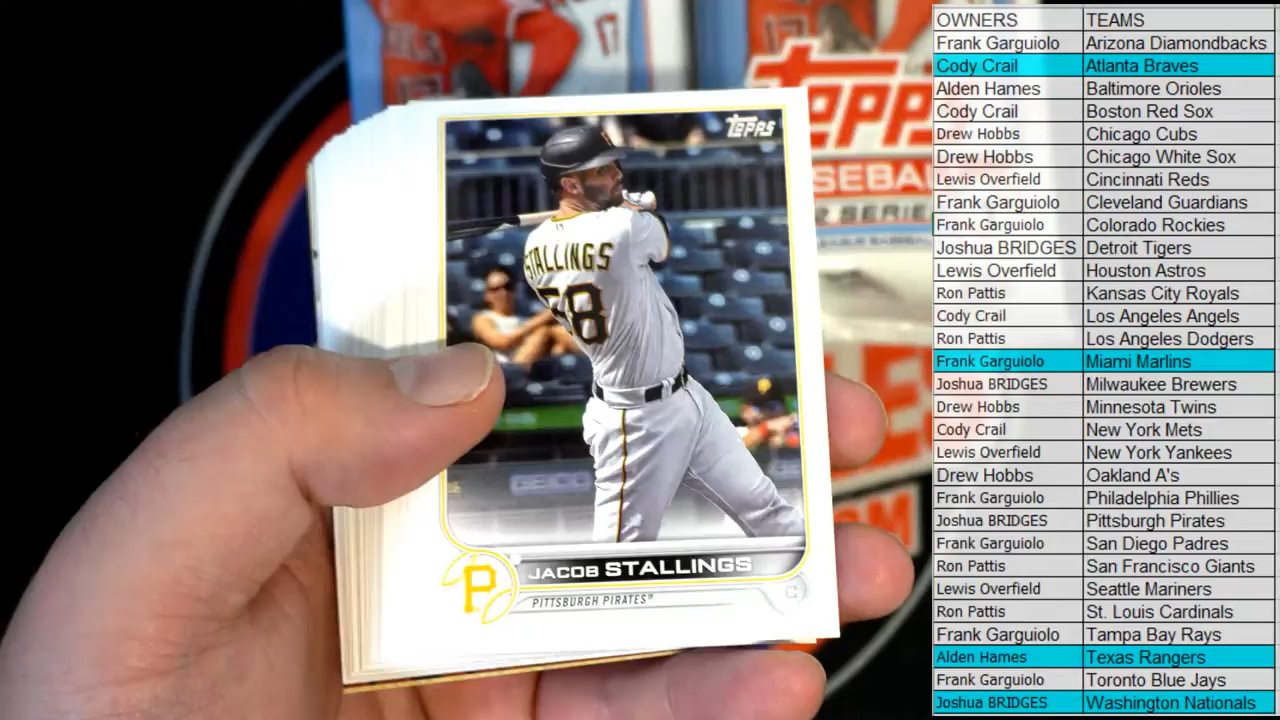 17
TOPPS
TOPPS
STALLINGS
58
JACOB STALLINGS
C
PITTSBURGH PIRATES
OWNERS TEAMS
Frank Garguiolo Arizona Diamondbacks
Cody Crail Atlanta Braves
Alden Hames Baltimore Orioles
Cody Crail Boston Red Sox
Drew Hobbs Chicago Cubs
Drew Hobbs Chicago White Sox
Lewis Overfield Cincinnati Reds
Frank Garguiolo Cleveland Guardians
Frank Garguiolo Colorado Rockies
Joshua BRIDGES Detroit Tigers
Lewis Overfield Houston Astros
Ron Pattis Kansas City Royals
Cody Crail Los Angeles Angels
Ron Pattis Los Angeles Dodgers
Frank Garguiolo Miami Marlins
Joshua BRIDGES Milwaukee Brewers
Drew Hobbs Minnesota Twins
Cody Crail New York Mets
Lewis Overfield New York Yankees
Drew Hobbs Oakland A's
Frank Garguiolo Philadelphia Phillies
Joshua BRIDGES Pittsburgh Pirates
Frank Garguiolo San Diego Padres
Ron Pattis San Francisco Giants
Lewis Overfield Seattle Mariners
Ron Pattis St. Louis Cardinals
Frank Garguiolo Tampa Bay Rays
Alden Hames Texas Rangers
Frank Garguiolo Toronto Blue Jays
Joshua BRIDGES Washington Nationals